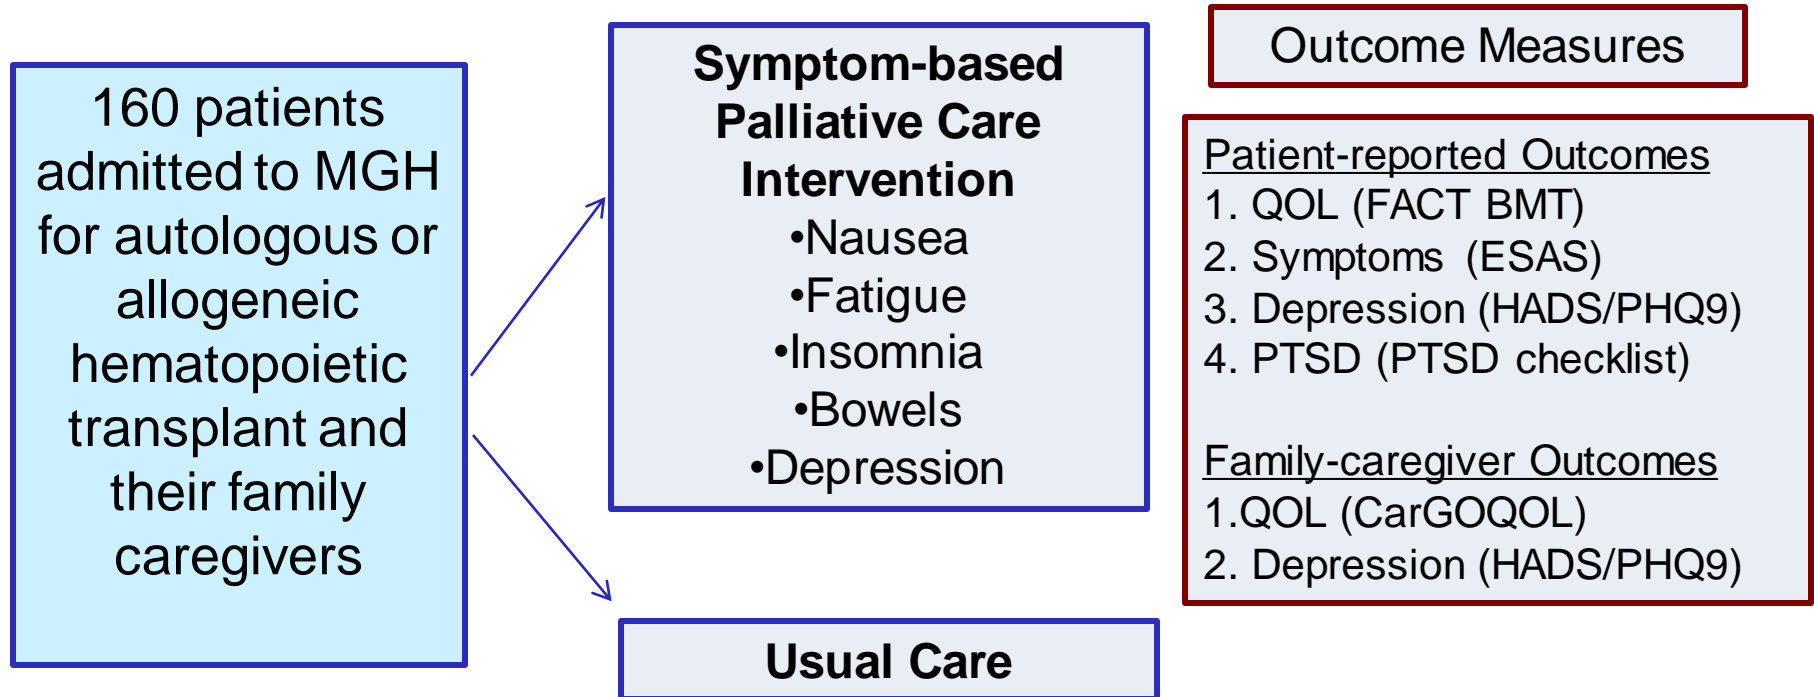 160 patients
admitted to MGH
for autologous or
allogeneic
hematopoietic
transplant and
their family
caregivers
Symptom-based
Palliative Care
Intervention
•Nausea
•Fatigue
•Insomnia
•Bowels
•Depression
Usual Care
Outcome Measures
Patient-reported Outcomes
1. QOL (FACT BMT)
2. Symptoms (ESAS)
3. Depression (HADS/PHQ9)
4. PTSD (PTSD checklist)
Family-caregiver Outcomes
1.QOL (CarGOQOL)
2. Depression (HADS/PHQ9)